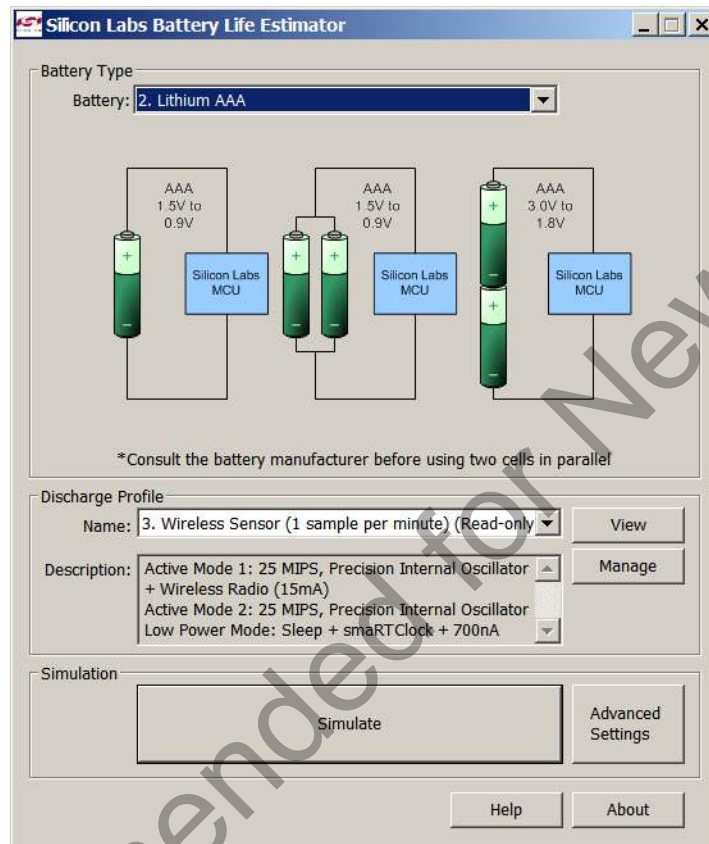 Silicon Labs Battery Life Estimator
Battery Type
Battery: 2. Lithium AAA
AAA
1.5V to
0.9V
+
-
Silicon Labs
MCU
AAA
1.5V to
0.9V
+ +
- -
Silicon Labs
MCU
AAA
3.0V to
1.8V
+
-
+
-
Silicon Labs
MCU
*Consult the battery manufacturer before using two cells in parallel
Discharge Profile
Name: 3. Wireless Sensor (1 sample per minute) (Read-only
View
Description: Active Mode 1: 25 MIPS, Precision Internal Oscillator
+ Wireless Radio (15mA)
Active Mode 2: 25 MIPS, Precision Internal Oscillator
Low Power Mode: Sleep + smaRTClock + 700nA
Manage
Simulation
Simulate
Advanced
Settings
Help
About
ended for New